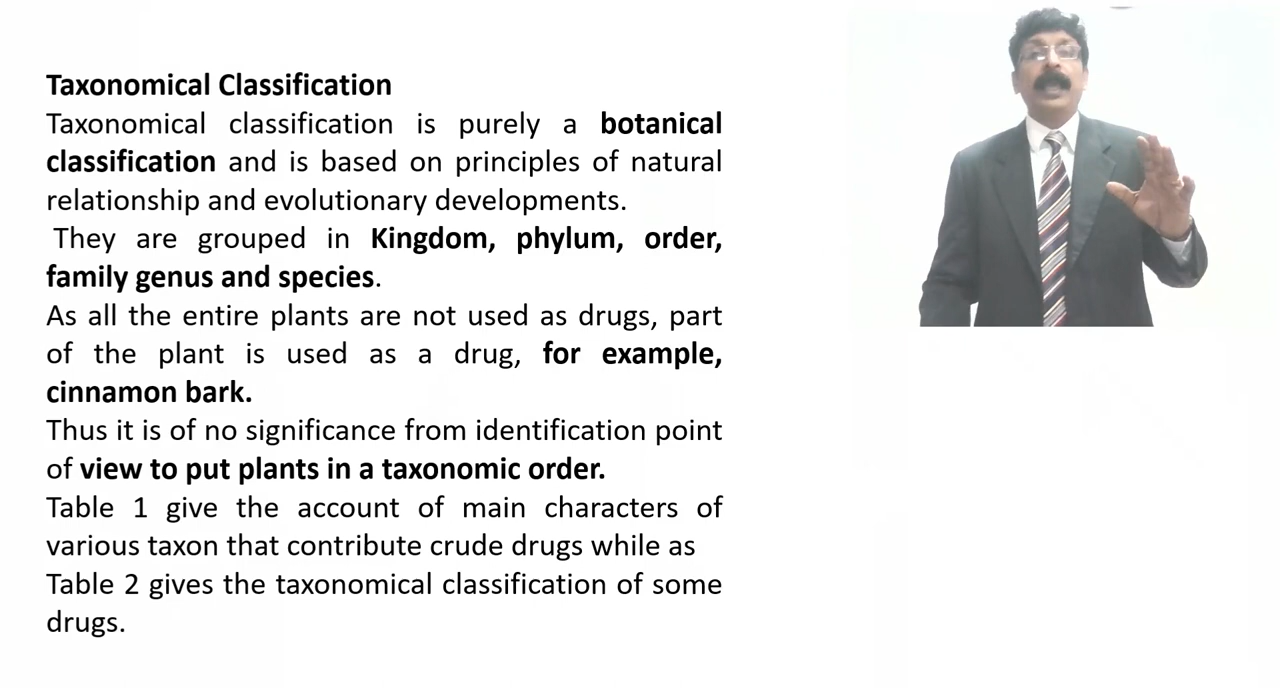 Taxonomical Classification
Taxonomical classification is purely a botanical
classification and is based on principles of natural
relationship and evolutionary developments.
They are grouped in Kingdom, phylum, order,
family genus and species.
As all the entire plants are not used as drugs, part
of the plant is used as a drug, for example,
cinnamon bark.
Thus it is of no significance from identification point
of view to put plants in a taxonomic order.
Table 1 give the account of main characters of
various taxon that contribute crude drugs while as
Table 2 gives the taxonomical classification of some
drugs.